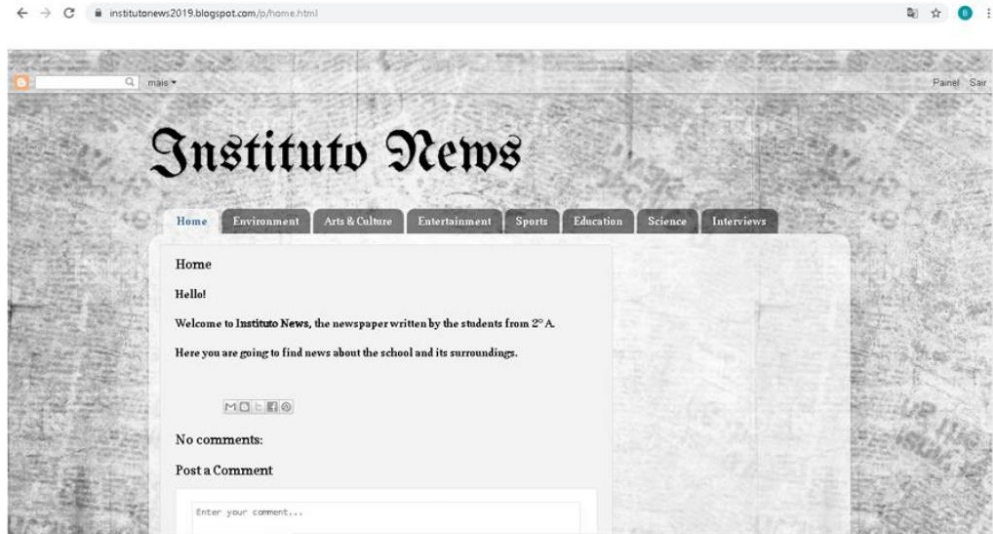 institutonews2019.blogspot.com/p/home.html
mais
Painel Sair
Instituto News
Home Environment Arts & Culture Entertainment Sports Education Science Interviews
Home
Hello!
Welcome to Instituto News, the newspaper written by the students from 2° A.
Here you are going to find news about the school and its surroundings.
No comments:
Post a Comment
Enter your comment...